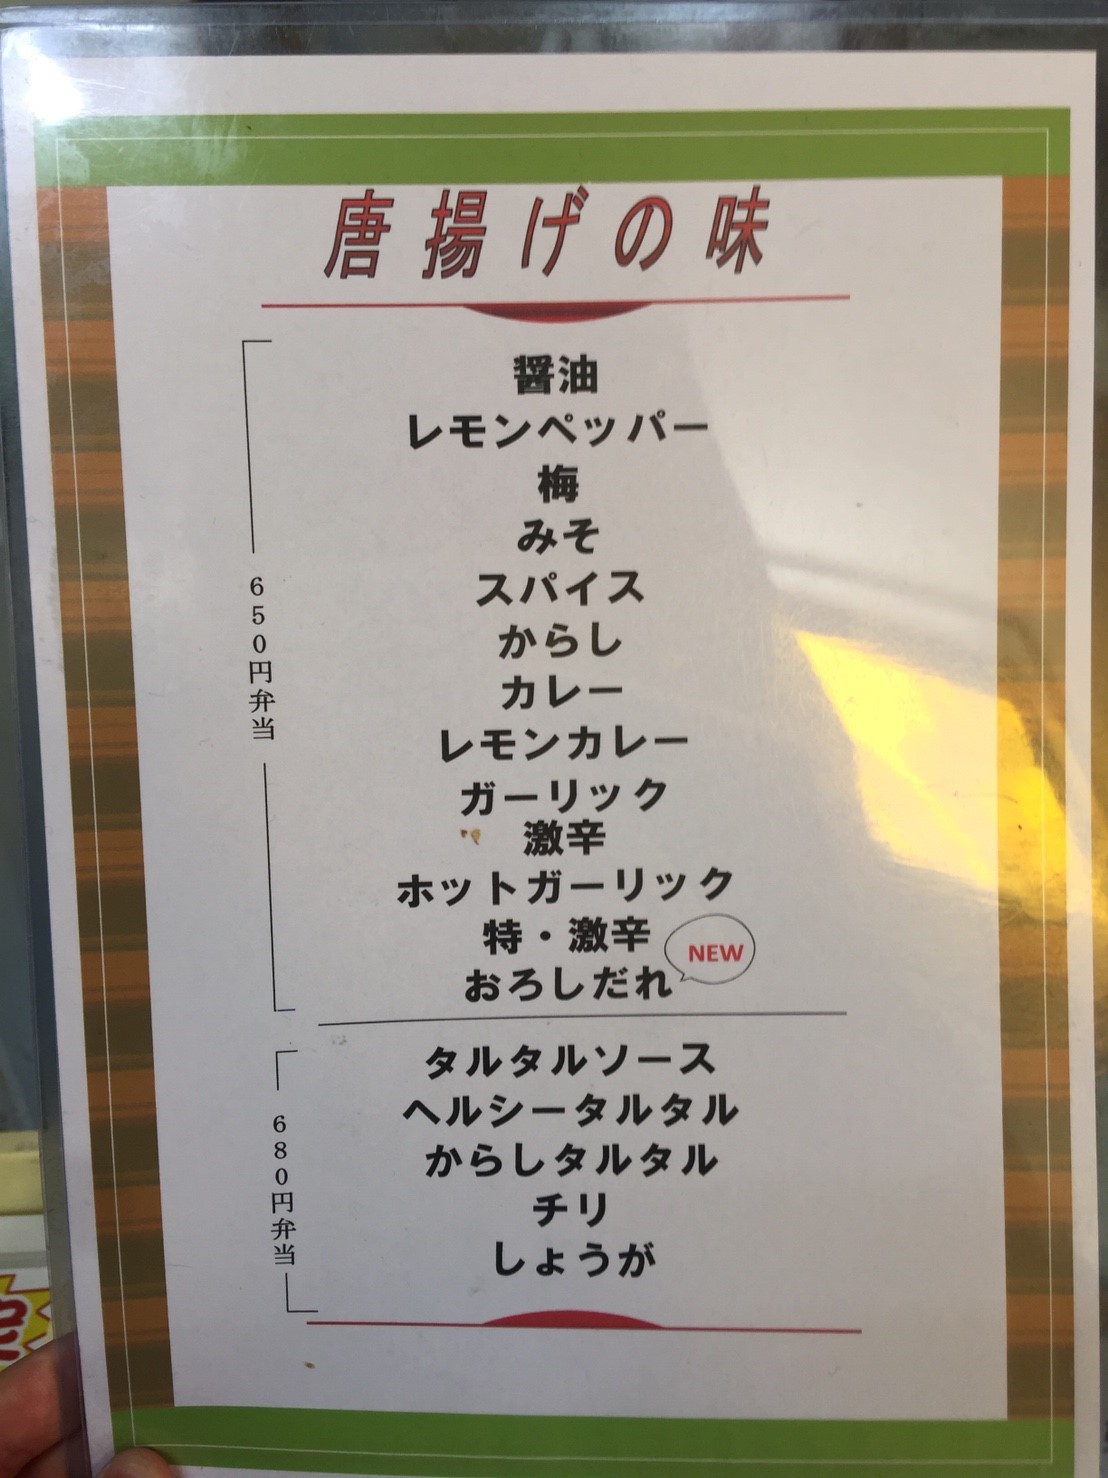 唐揚げの味
650円弁当
醤油
レモンペッパー
梅
みそ
スパイス
からし
カレー
レモンカレー
ガーリック
激辛
ホットガーリック
特・激辛
NEW
おろしだれ
680円弁当
タルタルソース
ヘルシータルタル
からしタルタル
チリ
しょうが